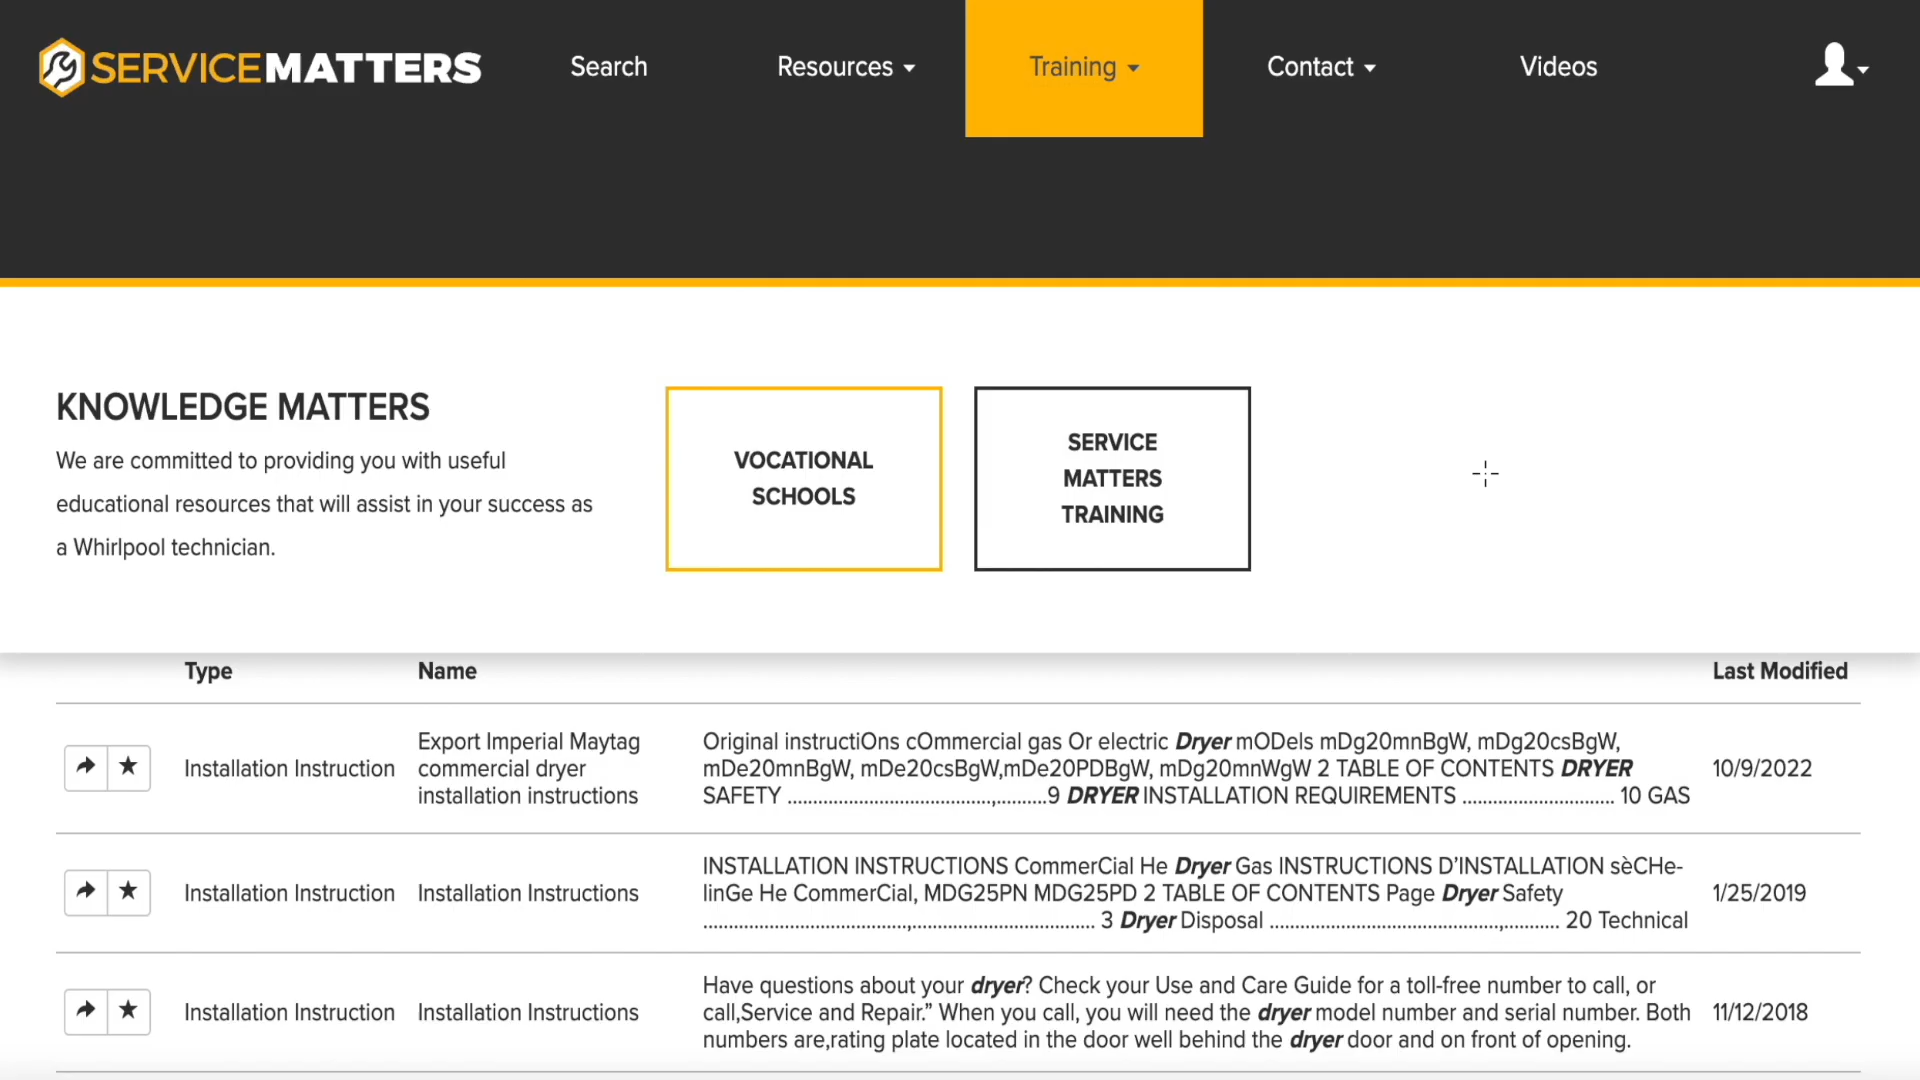 SERVICEMATTERS
Search
Resources
Training
Contact
Videos
KNOWLEDGE MATTERS
We are committed to providing you with useful
educational resources that will assist in your success as
a Whirlpool technician.
VOCATIONAL
SCHOOLS
SERVICE
MATTERS
TRAINING
Type Name Last Modified
Installation Instruction
Export Imperial Maytag
commercial dryer
installation instructions
Original instructiOns cOmmercial gas Or electric Dryer mODels mDg20mnBgW, mDg20csBgW,
mDe20mnBgW, mDe20csBgW,mDe20PDBgW, mDg20mnWgW 2 TABLE OF CONTENTS DRYER
SAFETY .......................................,.........9 DRYER INSTALLATION REQUIREMENTS ............................. 10 GAS
10/9/2022
Installation Instruction
Installation Instructions
INSTALLATION INSTRUCTIONS CommerCial He Dryer Gas INSTRUCTIONS D'INSTALLATION sèCHe-
linGe He CommerCial, MDG25PN MDG25PD 2 TABLE OF CONTENTS Page Dryer Safety
.......................................,.................................. 3 Dryer Disposal ...........................................,........... 20 Technical
1/25/2019
Installation Instruction
Installation Instructions
Have questions about your dryer? Check your Use and Care Guide for a toll-free number to call, or
call,Service and Repair.” When you call, you will need the dryer model number and serial number. Both
numbers are,rating plate located in the door well behind the dryer door and on front of opening.
11/12/2018